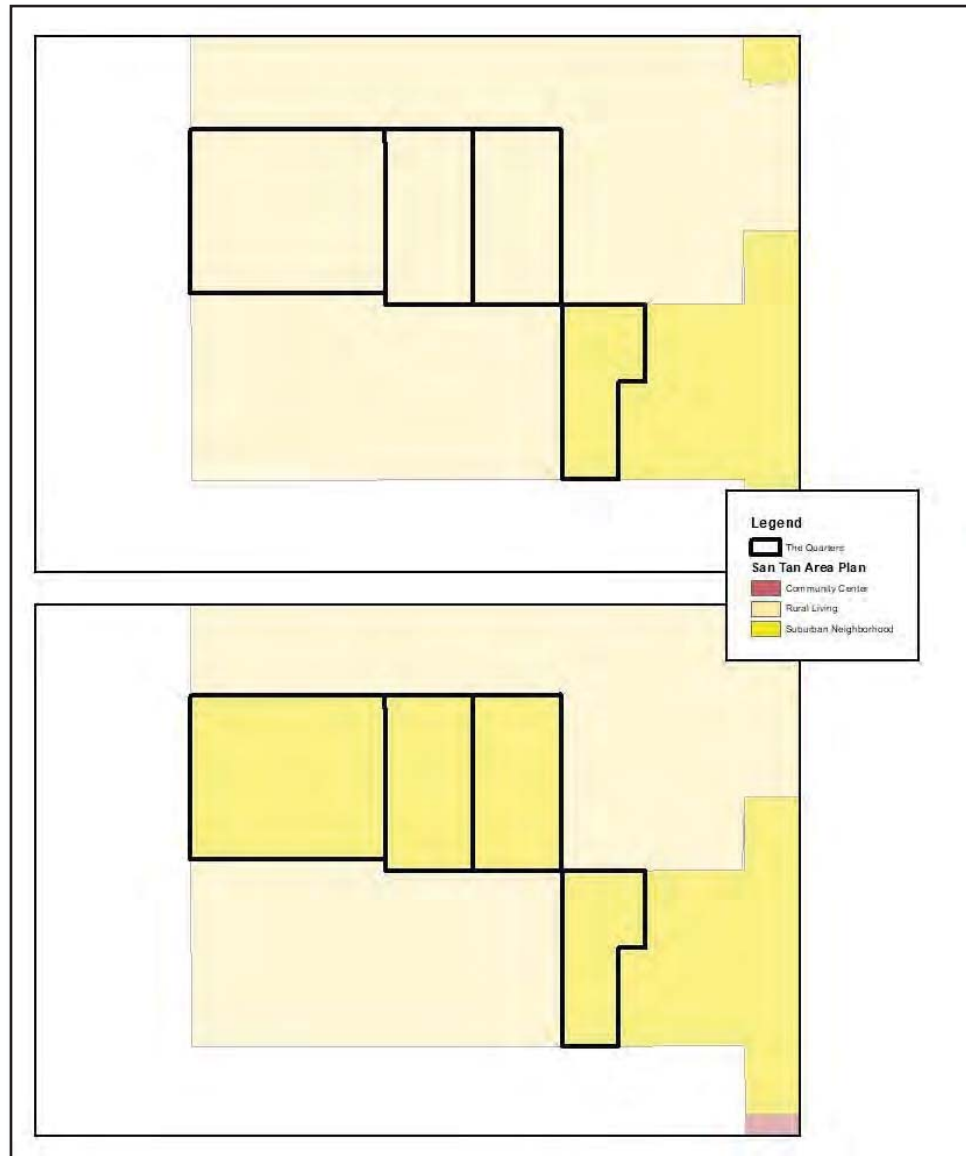 Legend
The Quarters
San Tan Area Plan
Community Center
Rural Living
Suburban Neighborhood